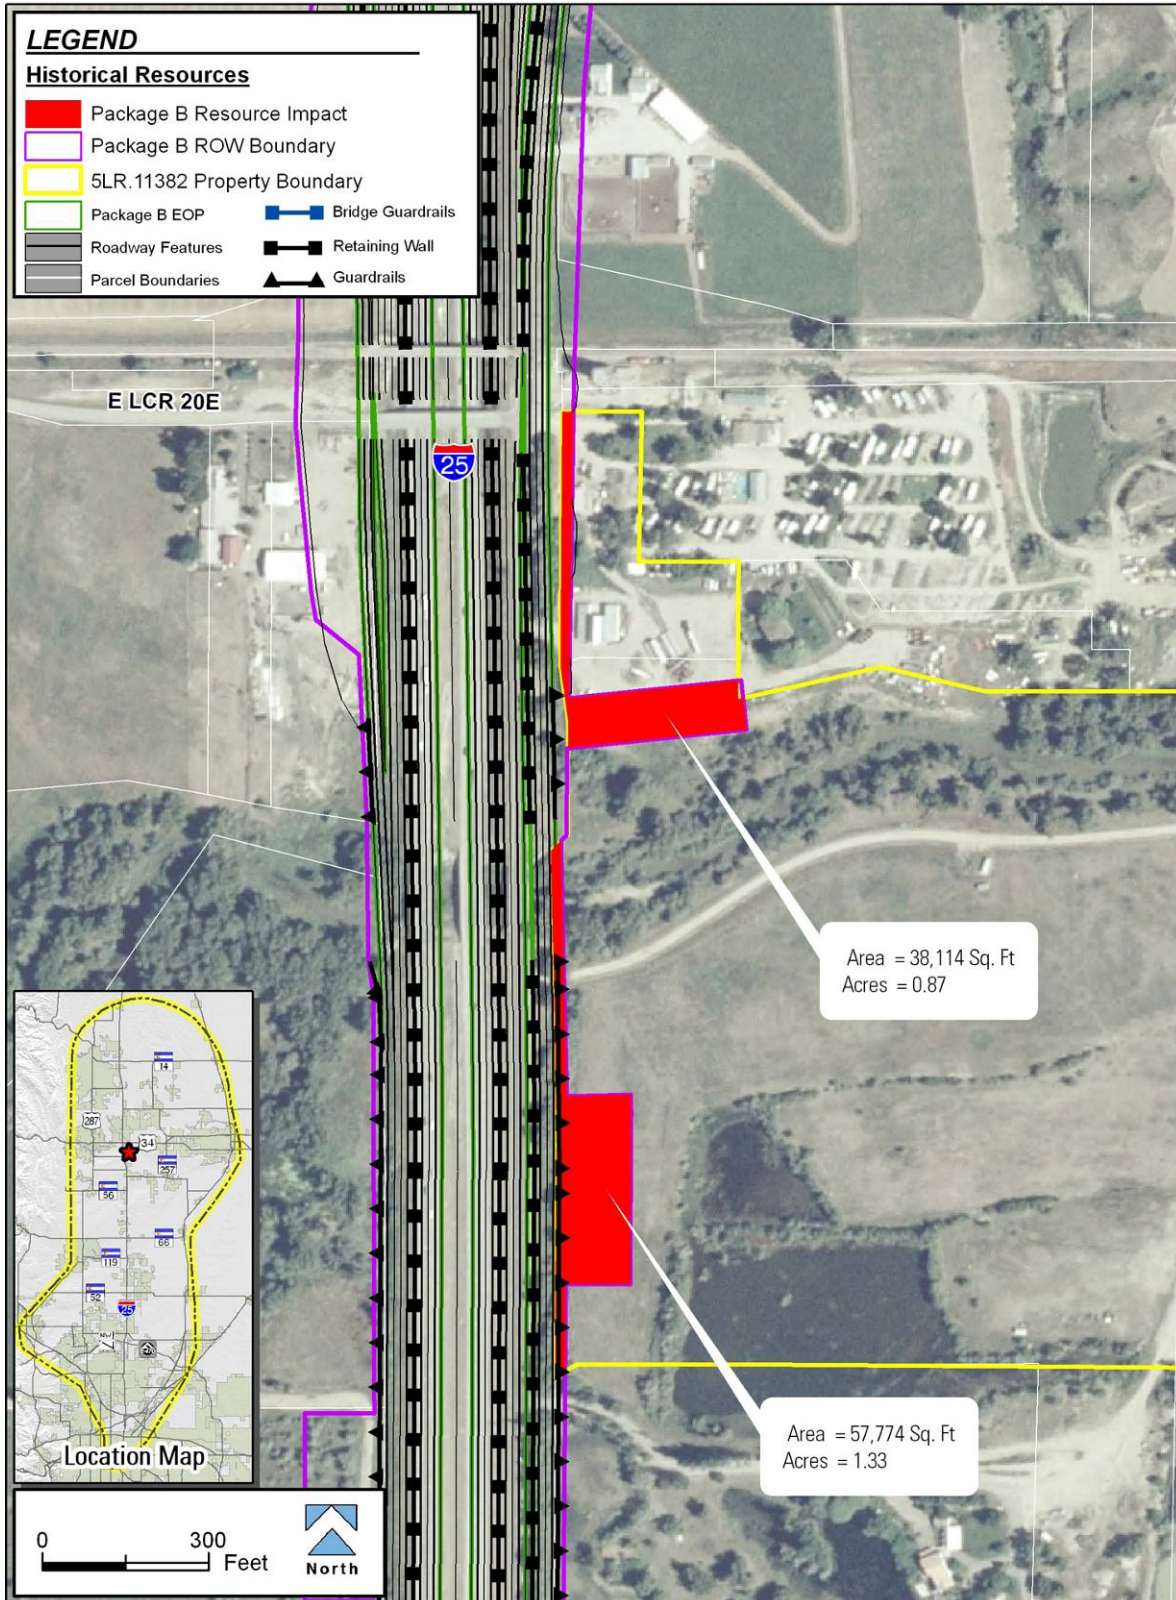 LEGEND
Historical Resources
Package B Resource Impact
Package B ROW Boundary
5LR.11382 Property Boundary
Package B EOP
Bridge Guardrails
Roadway Features
Retaining Wall
Parcel Boundaries
Guardrails
E LCR 20E
25
Area = 38,114 Sq. Ft
Acres = 0.87
14
287
34
257
56
66
119
52
25
7
Location Map
Area = 57,774 Sq. Ft
Acres = 1.33
0 300 Feet
North